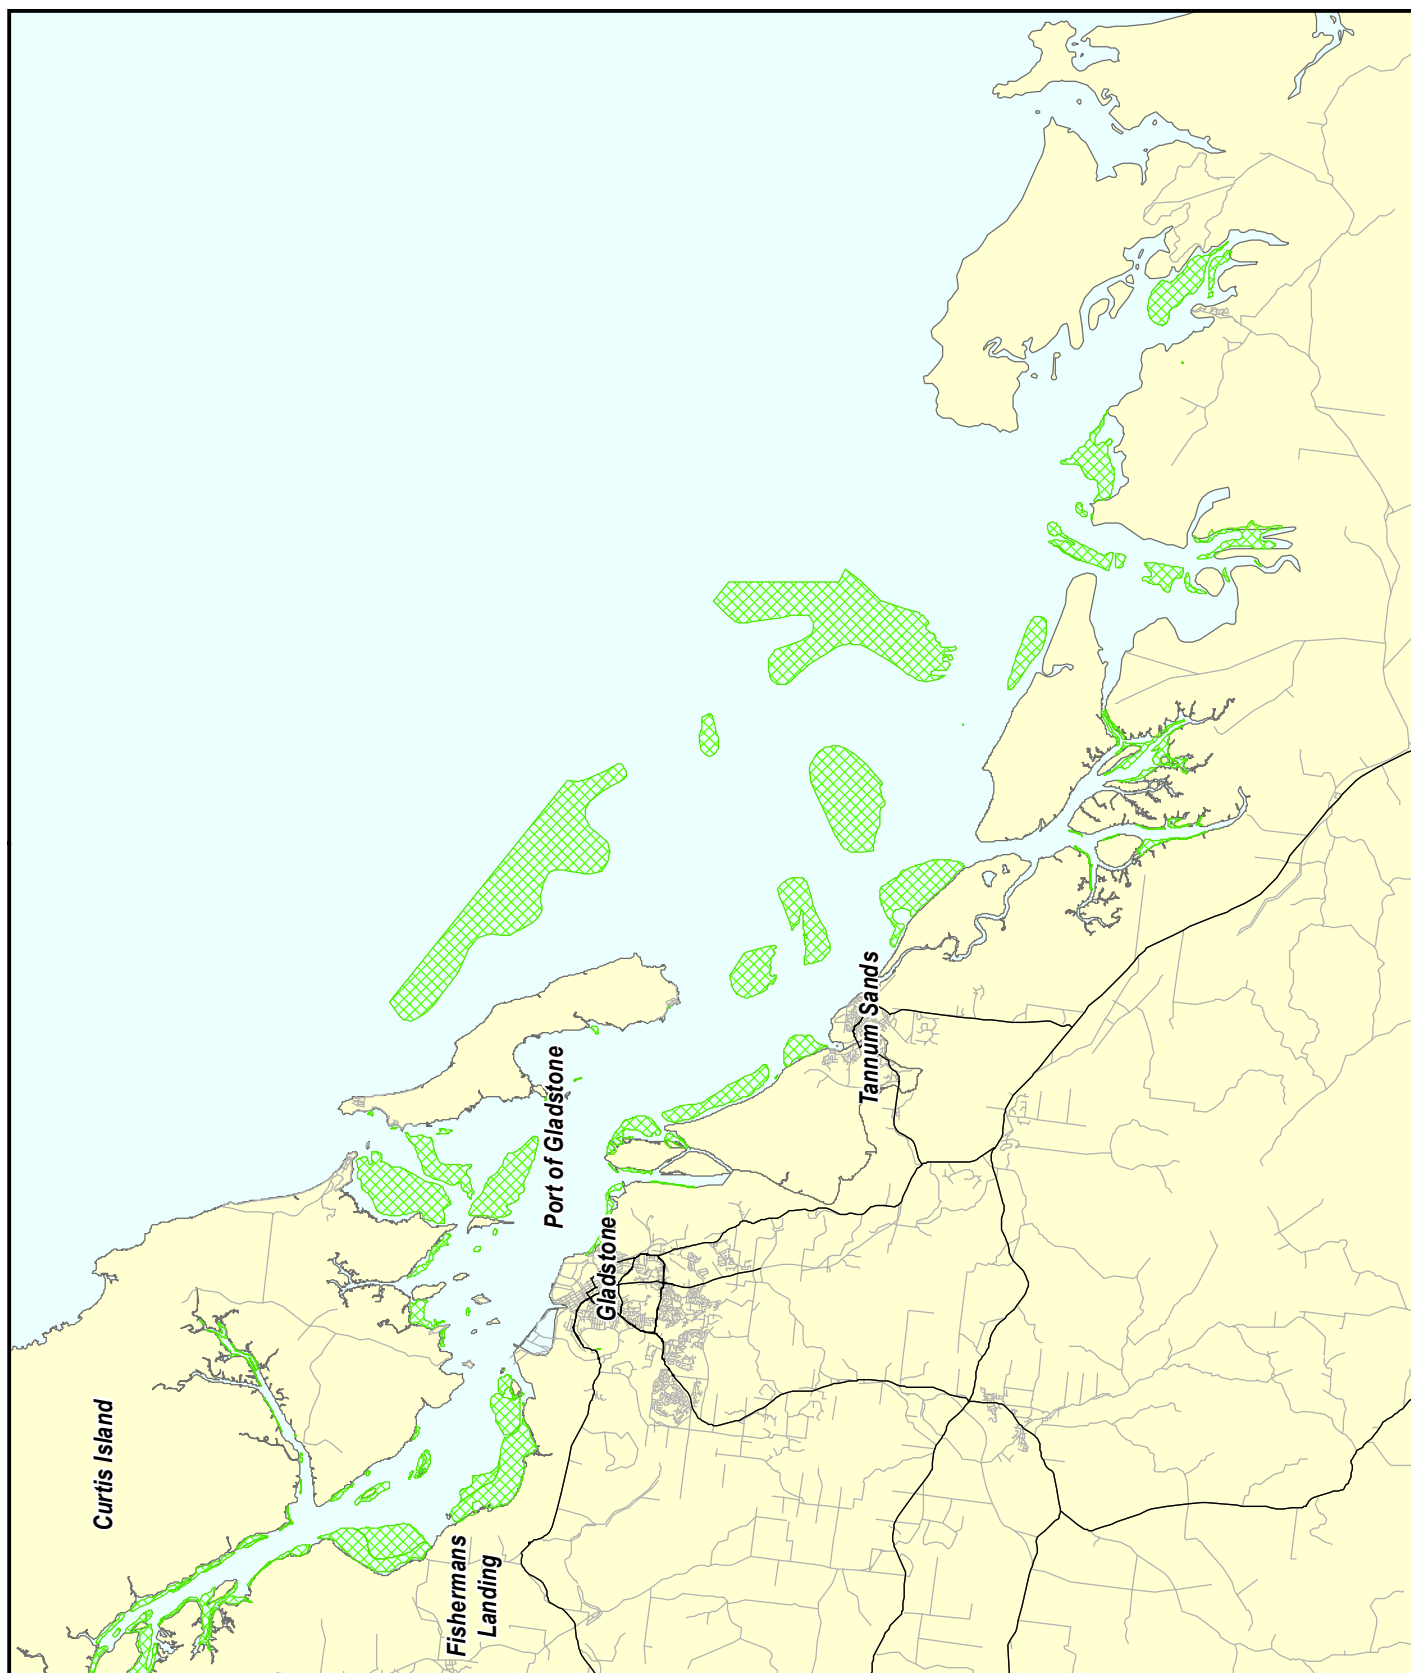 Curtis Island
Fishermans
Landing
Port of Gladstone
Gladstone
Tannum Sands